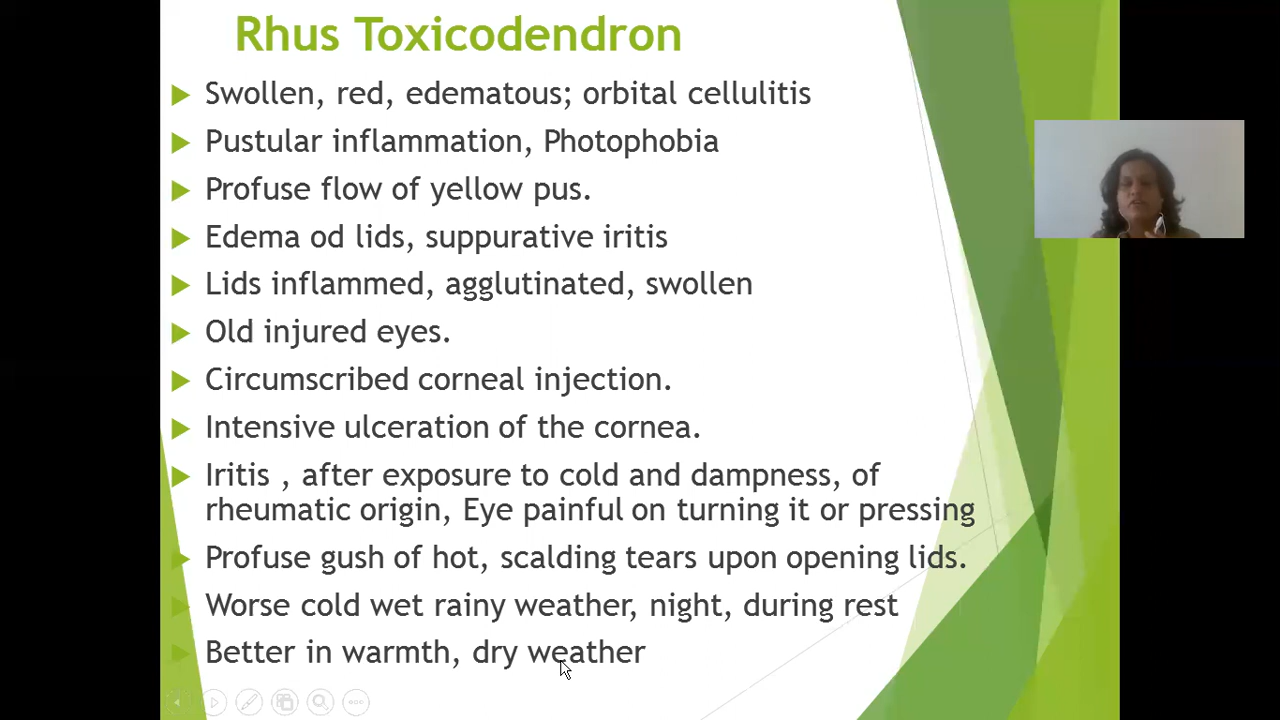 Rhus Toxicodendron
Swollen, red, edematous; orbital cellulitis
Pustular inflammation, Photophobia
Profuse flow of yellow pus.
Edema od lids, suppurative iritis
Lids inflammed, agglutinated, swollen
Old injured eyes.
Circumscribed corneal injection.
Intensive ulceration of the cornea.
Iritis , after exposure to cold and dampness, of
rheumatic origin, Eye painful on turning it or pressing
Profuse gush of hot, scalding tears upon opening lids.
Worse cold wet rainy weather, night, during rest
Better in warmth, dry weather